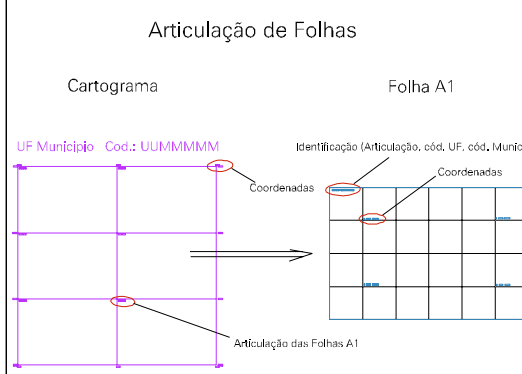 Articulação de Folhas
Cartograma
Folha A1
UF Municipio Cod.: UUMMMMM
Identificação (Articulação, cód. UF, cód. Munic
Coordenadas
Coordenadas
Articulação das Folhas A1